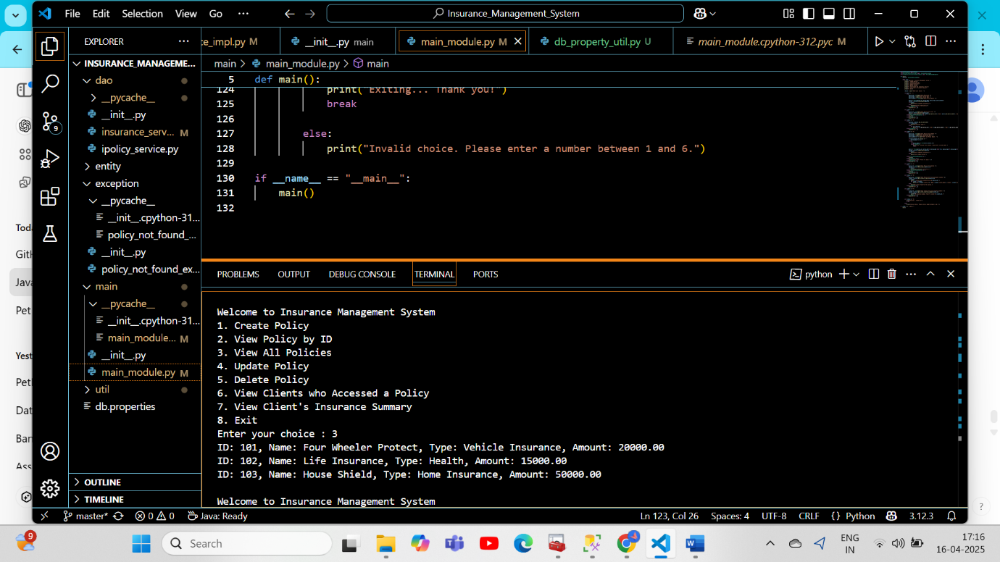 File Edit Selection View Go ··· Insurance_Management_System
EXPLORER ···
te_impl.py M __init__.py main main_module.py M db_property_util.py U main_module.cpython-312.pyc M ···
INSURANCE_MANAGEME...
dao
__pycache__
__init__.py
insurance_serv... M
ipolicy_service.py
entity
exception
__pycache__
__init__.cpython-31...
policy_not_found_...
__init__.py
policy_not_found_ex...
main
__pycache__
__init__.cpython-31...
main_module... M
__init__.py
main_module.py M
util
db.properties
OUTLINE
TIMELINE
9
main > main_module.py > main
5 def main():
124 print("Exiting... Thank you!")
125 break
126
127 else:
128 print("Invalid choice. Please enter a number between 1 and 6.")
129
130 if __name__ == "__main__":
131 main()
132
PROBLEMS OUTPUT DEBUG CONSOLE TERMINAL PORTS python ···
Welcome to Insurance Management System
1. Create Policy
2. View Policy by ID
3. View All Policies
4. Update Policy
5. Delete Policy
6. View Clients who Accessed a Policy
7. View Client's Insurance Summary
8. Exit
Enter your choice : 3
ID: 101, Name: Four Wheeler Protect, Type: Vehicle Insurance, Amount: 20000.00
ID: 102, Name: Life Insurance, Type: Health, Amount: 15000.00
ID: 103, Name: House Shield, Type: Home Insurance, Amount: 50000.00
Welcome to Insurance Management System
master* 0 0 Java: Ready Ln 123, Col 26 Spaces: 4 UTF-8 CRLF {} Python 3.12.3
Toda
GitH
Java
Pet
Yest
Petl
Dat
Ban
Ass
?
9 Search ENG
IN
17:16
16-04-2025